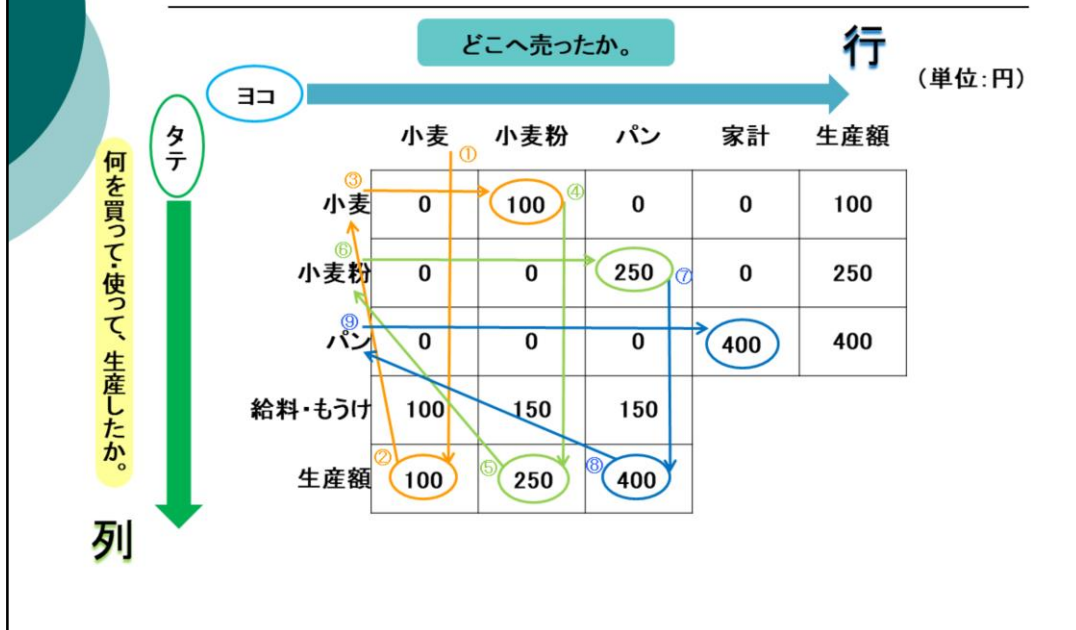 どこへ売ったか。
行
(単位:円)
ヨコ
タテ
何を買って・使って、生産したか。
列
小麦 小麦粉 パン 家計 生産額
①
③ ④
小麦 0 100 0 0 100
⑥ ⑦
小麦粉 0 0 250 0 250
⑨
パン 0 0 0 400 400
給料・もうけ 100 150 150
② ⑤ ⑧
生産額 100 250 400